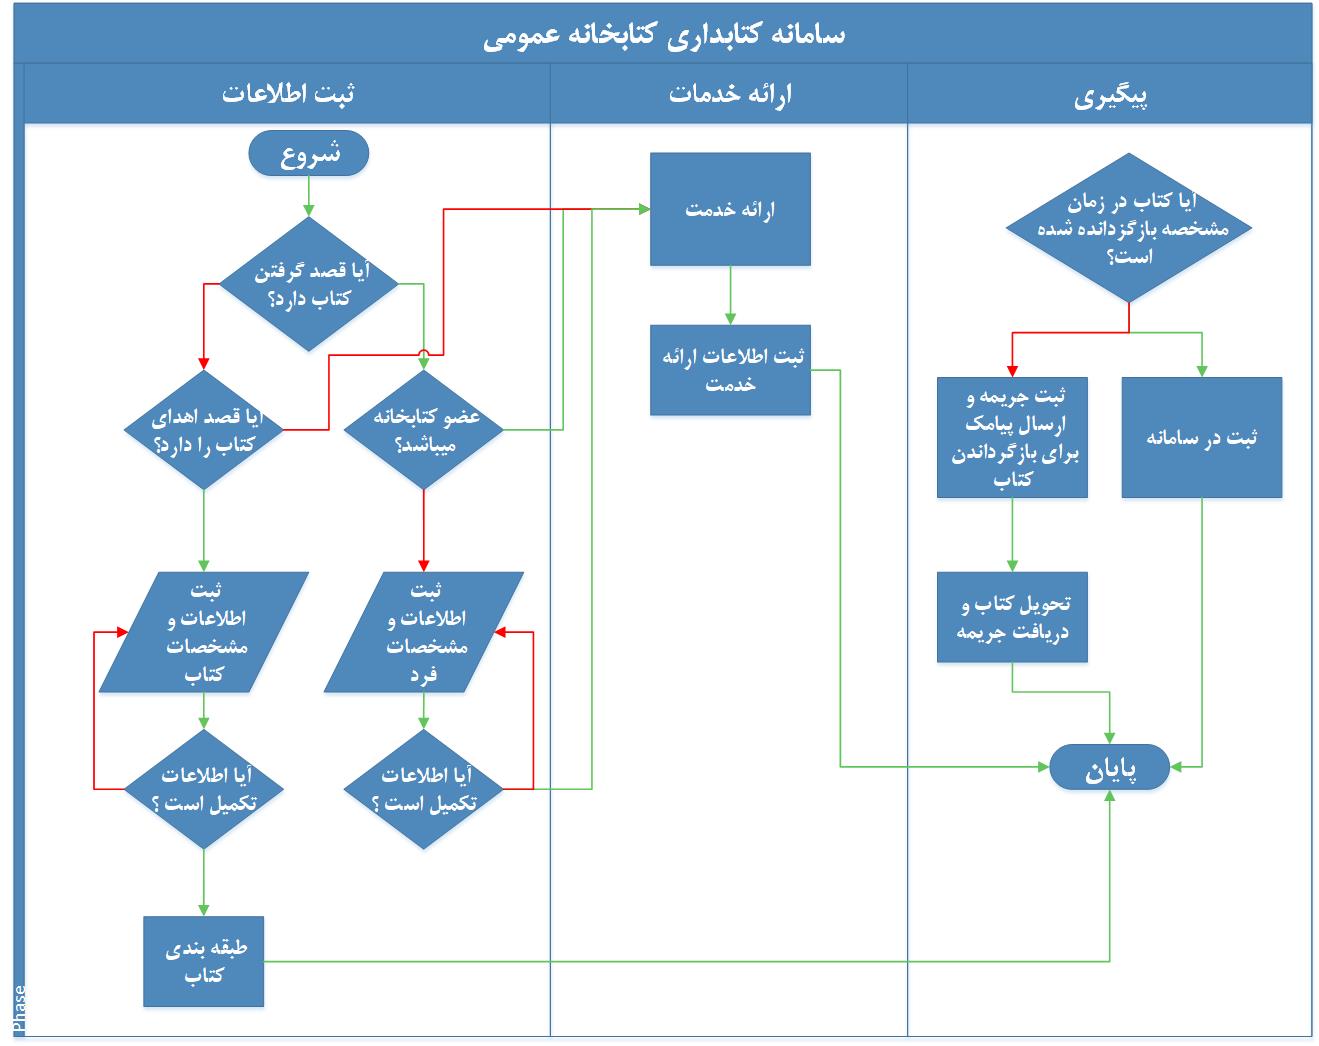 سامانه کتابداری کتابخانه عمومی
ثبت اطلاعات
ارائه خدمات
پیگیری
شروع
آیا قصد گرفتن
کتاب دارد؟
آیا قصد اهدای
کتاب را دارد؟
عضو کتابخانه
میباشد؟
ثبت
اطلاعات و
مشخصات
کتاب
ثبت
اطلاعات و
مشخصات
فرد
آیا اطلاعات
تکمیل است ؟
آیا اطلاعات
تکمیل است ؟
طبقه بندی
کتاب
ارائه خدمت
ثبت اطلاعات ارائه
خدمت
آیا کتاب در زمان
مشخصه بازگزدانده شده
است؟
ثبت جریمه و
ارسال پیامک
برای بازگرداندن
کتاب
ثبت در سامانه
تحویل کتاب و
دریافت جریمه
پایان
Phase